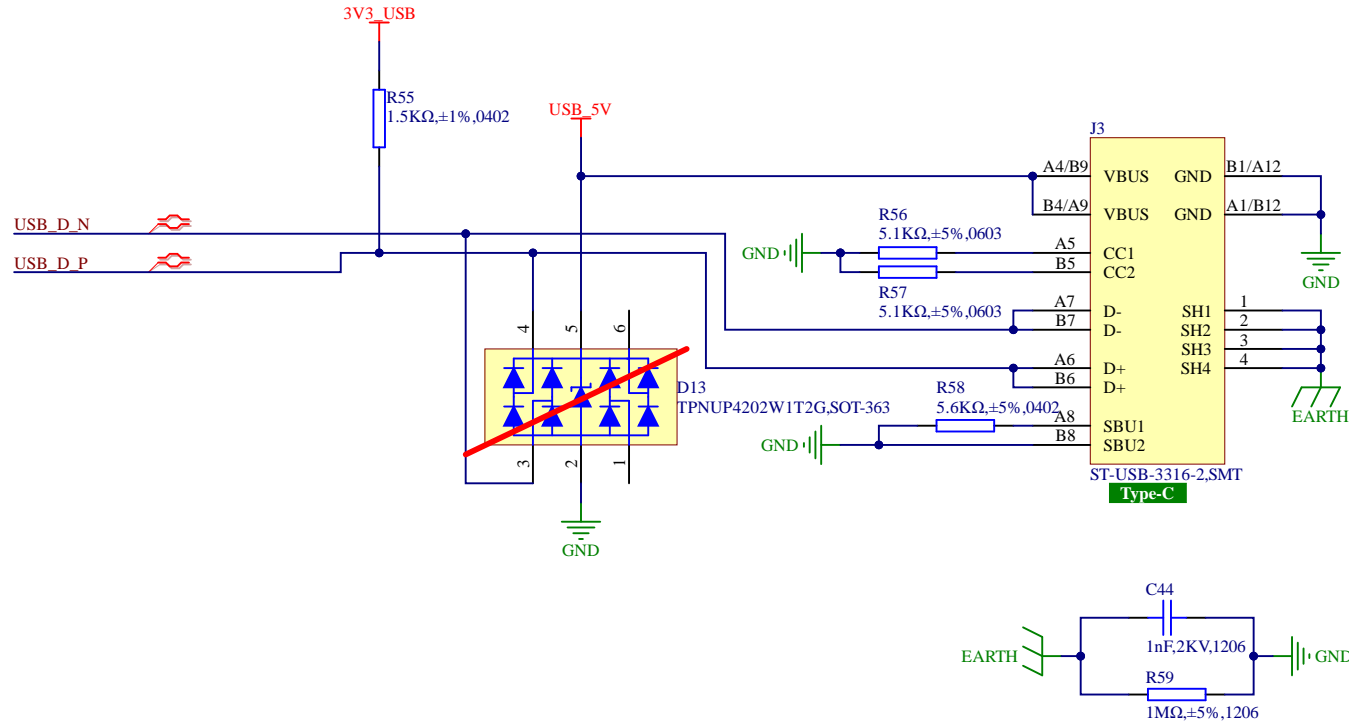 3V3_USB
R55
1.5KΩ,±1%,0402
USB_5V
USB_D_N
USB_D_P
4
5
6
3
2
1
D13
TPNUP4202W1T2G,SOT-363
GND
GND
R56
5.1KΩ,±5%,0603
R57
5.1KΩ,±5%,0603
GND
R58
5.6KΩ,±5%,0402
J3
A4/B9
VBUS
GND
B1/A12
B4/A9
VBUS
GND
A1/B12
A5
CC1
B5
CC2
A7
D-
SH1
1
B7
D-
SH2
2
SH3
3
A6
D+
SH4
4
B6
D+
A8
SBU1
B8
SBU2
GND
EARTH
ST-USB-3316-2,SMT
Type-C
C44
1nF,2KV,1206
EARTH
GND
R59
1MΩ,±5%,1206